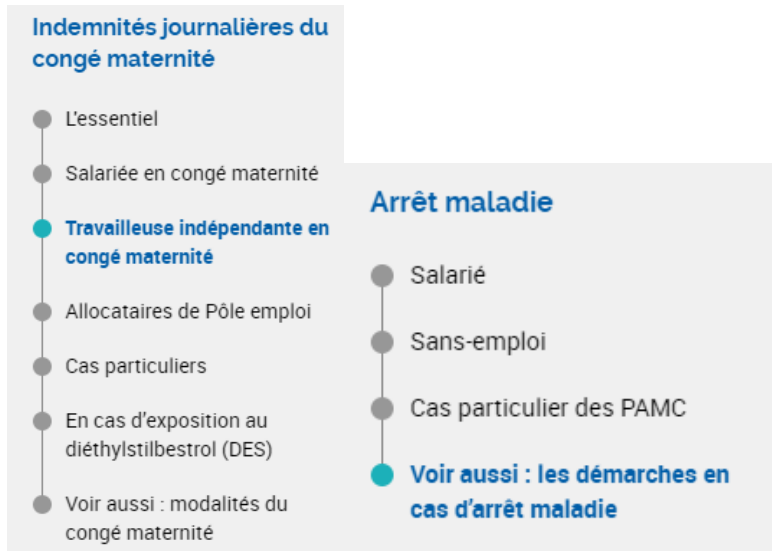 Indemnités journalières du
congé maternité
L'essentiel
Salariée en congé maternité
Travailleuse indépendante en
congé maternité
Allocataires de Pôle emploi
Cas particuliers
En cas d'exposition au
diéthylstilbestrol (DES)
Voir aussi : modalités du
congé maternité
Arrêt maladie
Salarié
Sans-emploi
Cas particulier des PAMC
Voir aussi : les démarches en
cas d'arrêt maladie